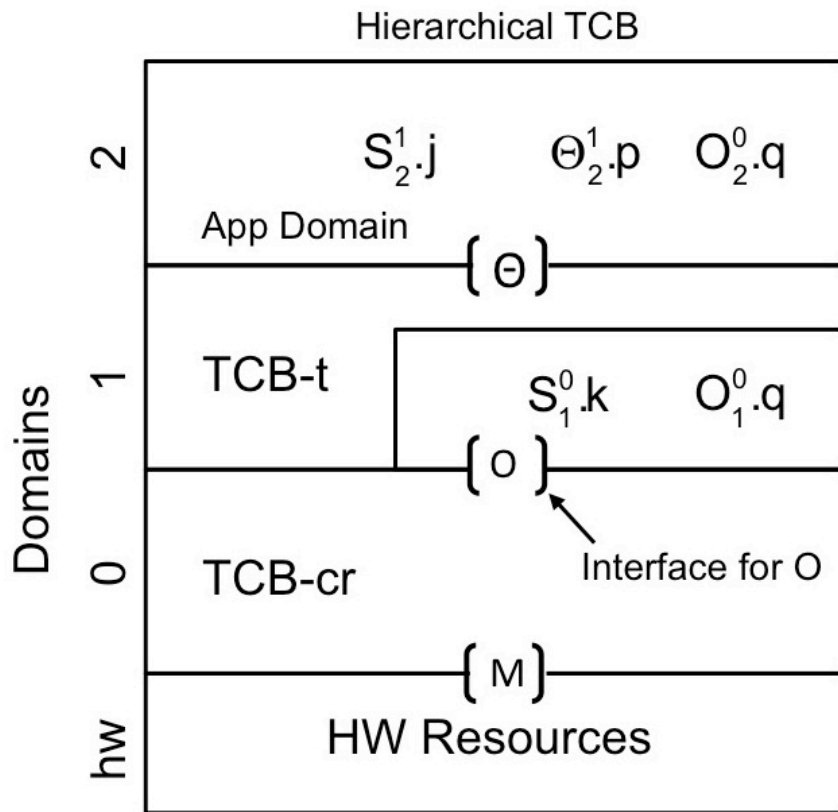 Hierarchical TCB
2
S₂¹.j Θ₂¹.p O₂⁰.q
App Domain
[Θ]
1
TCB-t
S₁⁰.k O₁⁰.q
[O]
Domains
0
TCB-cr
Interface for O
[M]
hw
HW Resources